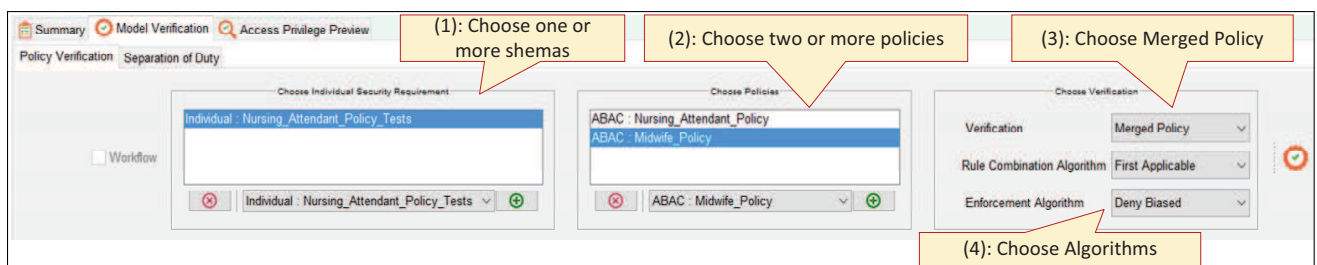 Summary Model Verification Access Privilege Preview
(1): Choose one or
more shemas
(2): Choose two or more policies
(3): Choose Merged Policy
Policy Verification Separation of Duty
Choose Individual Security Requirement
Choose Policies
Choose Verification
Individual : Nursing_Attendant_Policy_Tests
ABAC : Nursing_Attendant_Policy
ABAC : Midwife_Policy
Workflow
Verification Merged Policy
Rule Combination Algorithm First Applicable
Individual : Nursing_Attendant_Policy_Tests
ABAC : Midwife_Policy
Enforcement Algorithm Deny Biased
(4): Choose Algorithms